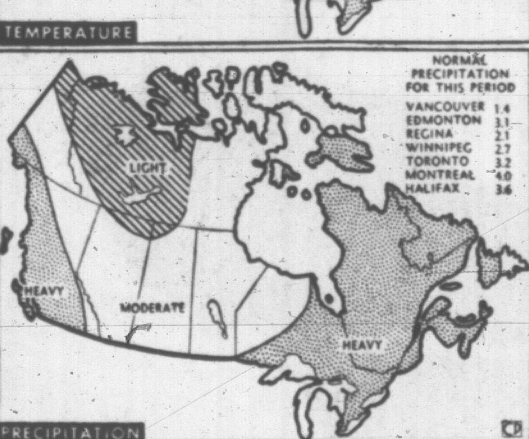 TEMPERATURE
NORMAL
PRECIPITATION
FOR THIS PERIOD
VANCOUVER 1.4
EDMONTON 3.1
REGINA 2.1
WINNIPEG 2.7
TORONTO 3.2
MONTREAL 4.0
HALIFAX 3.6
LIGHT
HEAVY
MODERATE
HEAVY
PRECIPITATION
CP